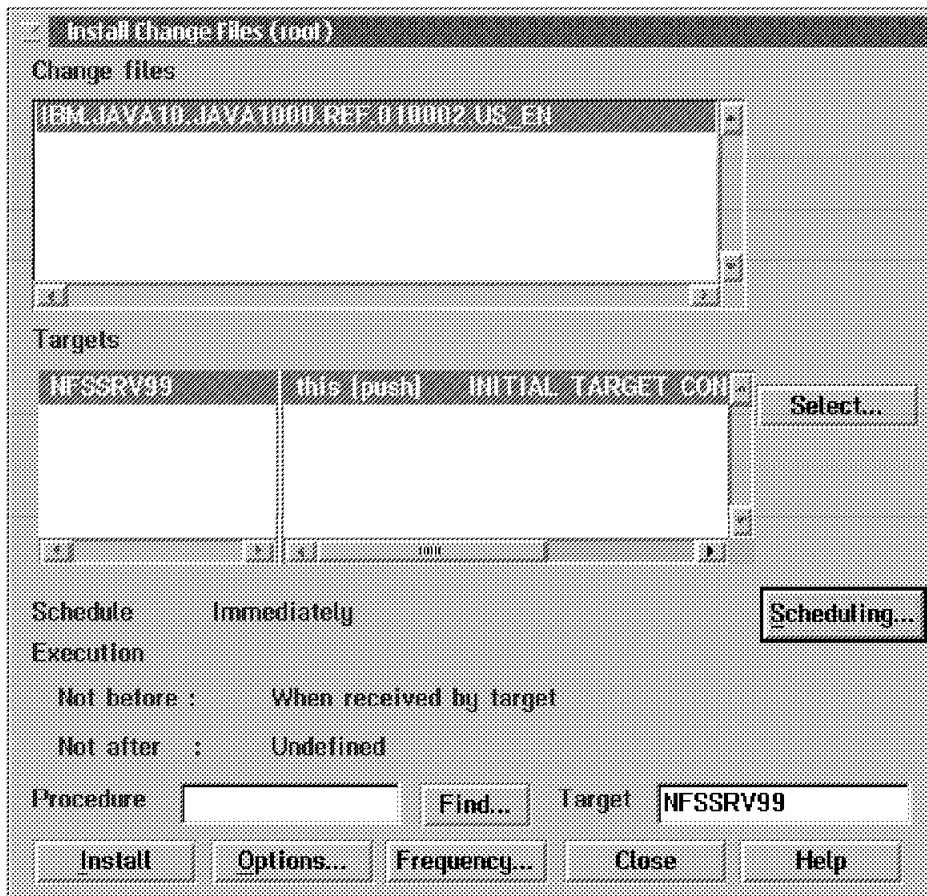 Install Change Files (root)
Change files
IBM.JAVA10.JAVA1000.REF.010002.US_EN
Targets
NFSSRV99 this [push] INITIAL TARGET CON
Select...
Schedule Immediately
Scheduling...
Execution
Not before : When received by target
Not after : Undefined
Procedure Find... Target NFSSRV99
Install Options... Frequency... Close Help